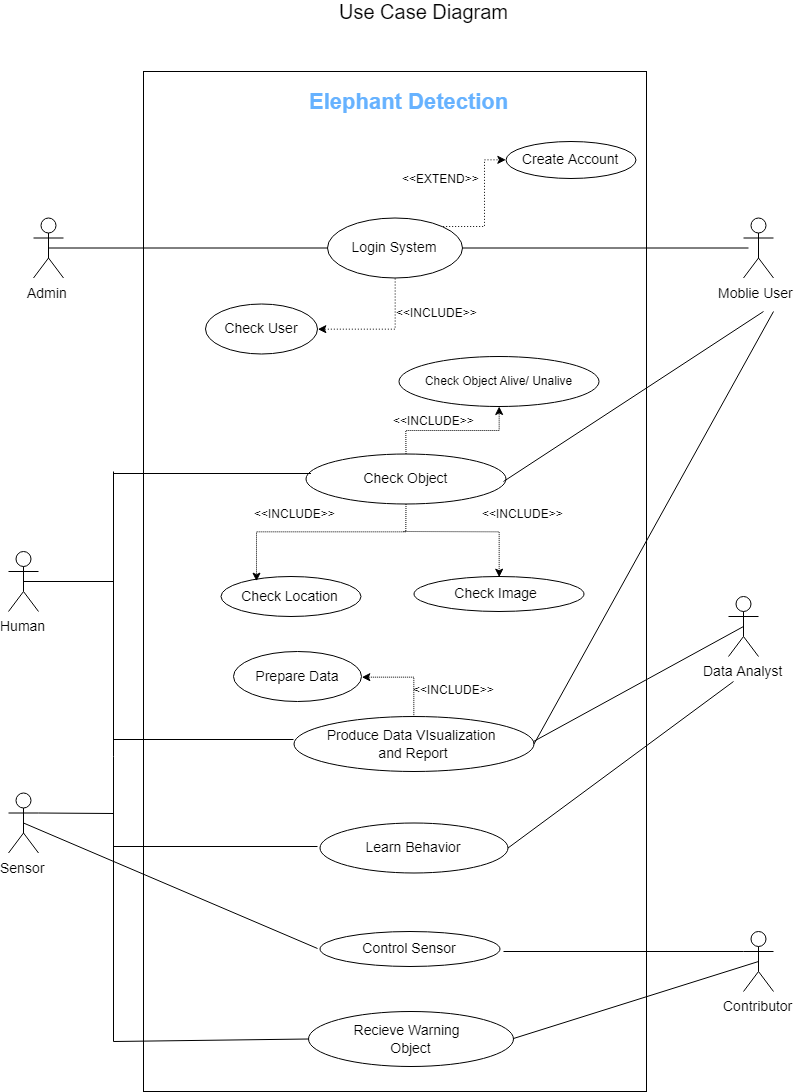 Use Case Diagram
Elephant Detection
Create Account
<<EXTEND>>
Login System
Admin
Moblie User
<<INCLUDE>>
Check User
Check Object Alive/ Unalive
<<INCLUDE>>
Check Object
<<INCLUDE>>
<<INCLUDE>>
Check Location
Check Image
Human
Data Analyst
Prepare Data
<<INCLUDE>>
Produce Data VIsualization
and Report
Learn Behavior
Sensor
Control Sensor
Contributor
Recieve Warning
Object